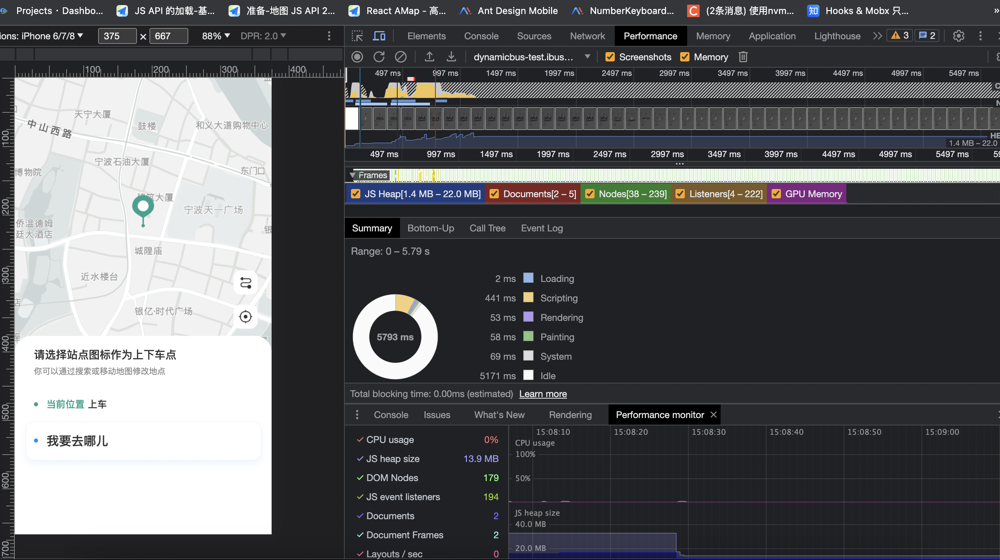 Projects · Dashbo...
JS API 的加载-基...
准备-地图 JS API 2...
React AMap - 高...
Ant Design Mobile
NumberKeyboard...
(2条消息) 使用nvm...
知
Hooks & Mobx 只...
»
ions: iPhone 6/7/8
375
×
667
88%
DPR: 2.0
Elements
Console
Sources
Network
Performance
Memory
Application
Lighthouse
3
2
dynamicbus-test.ibus...
Screenshots
Memory
100
200
300
400
497 ms
997 ms
1497 ms
1997 ms
2497 ms
2997 ms
3497 ms
3997 ms
4497 ms
4997 ms
5497 ms
HE
1.4 MB – 22.0
497 ms
997 ms
1497 ms
1997 ms
2497 ms
2997 ms
3497 ms
3997 ms
4497 ms
4997 ms
5497 ms
Frames
JS Heap[1.4 MB – 22.0 MB]
Documents[2 – 5]
Nodes[38 – 239]
Listeners[4 – 222]
GPU Memory
Summary
Bottom-Up
Call Tree
Event Log
Range: 0 – 5.79 s
5793 ms
2 ms Loading
441 ms Scripting
53 ms Rendering
58 ms Painting
69 ms System
5171 ms Idle
Total blocking time: 0.00ms (estimated) Learn more
Console
Issues
What's New
Rendering
Performance monitor
CPU usage 0%
JS heap size 13.9 MB
DOM Nodes 179
JS event listeners 194
Documents 2
Document Frames 2
Layouts / sec 0
15:08:10
15:08:20
15:08:30
15:08:40
15:08:50
15:09:00
CPU usage
100%
50%
JS heap size
40.0 MB
20.0 MB
100
200
300
400
500
600
700
天宁大厦
中山西路
鼓楼
和义大道购物中心
宁波石油大厦
博物院
东门口
建筑大厦
宁波天一广场
侨温德姆
廷大酒店
银
城隍庙
近水楼台
店
银亿·时代广场
座
请选择站点图标作为上下车点
你可以通过搜索或移动地图修改地点
当前位置 上车
我要去哪儿